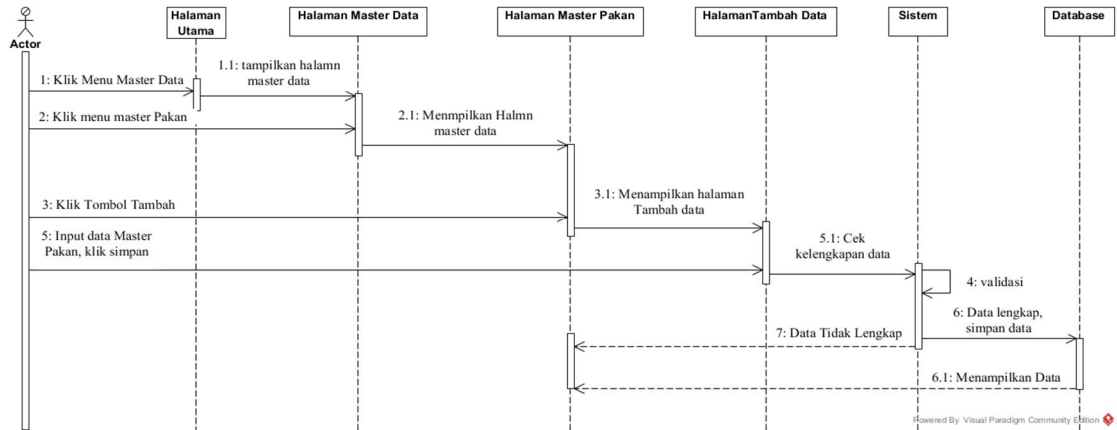 Halaman
Utama
Halaman Master Data
Halaman Master Pakan
HalamanTambah Data
Sistem
Database
Actor
1: Klik Menu Master Data
1.1: tampilkan halamn
master data
2: Klik menu master Pakan
2.1: Menmpilkan Halmn
master data
3: Klik Tombol Tambah
3.1: Menampilkan halaman
Tambah data
5: Input data Master
Pakan, klik simpan
5.1: Cek
kelengkapan data
4: validasi
6: Data lengkap,
simpan data
7: Data Tidak Lengkap
6.1: Menampilkan Data
Powered By Visual Paradigm Community Edition